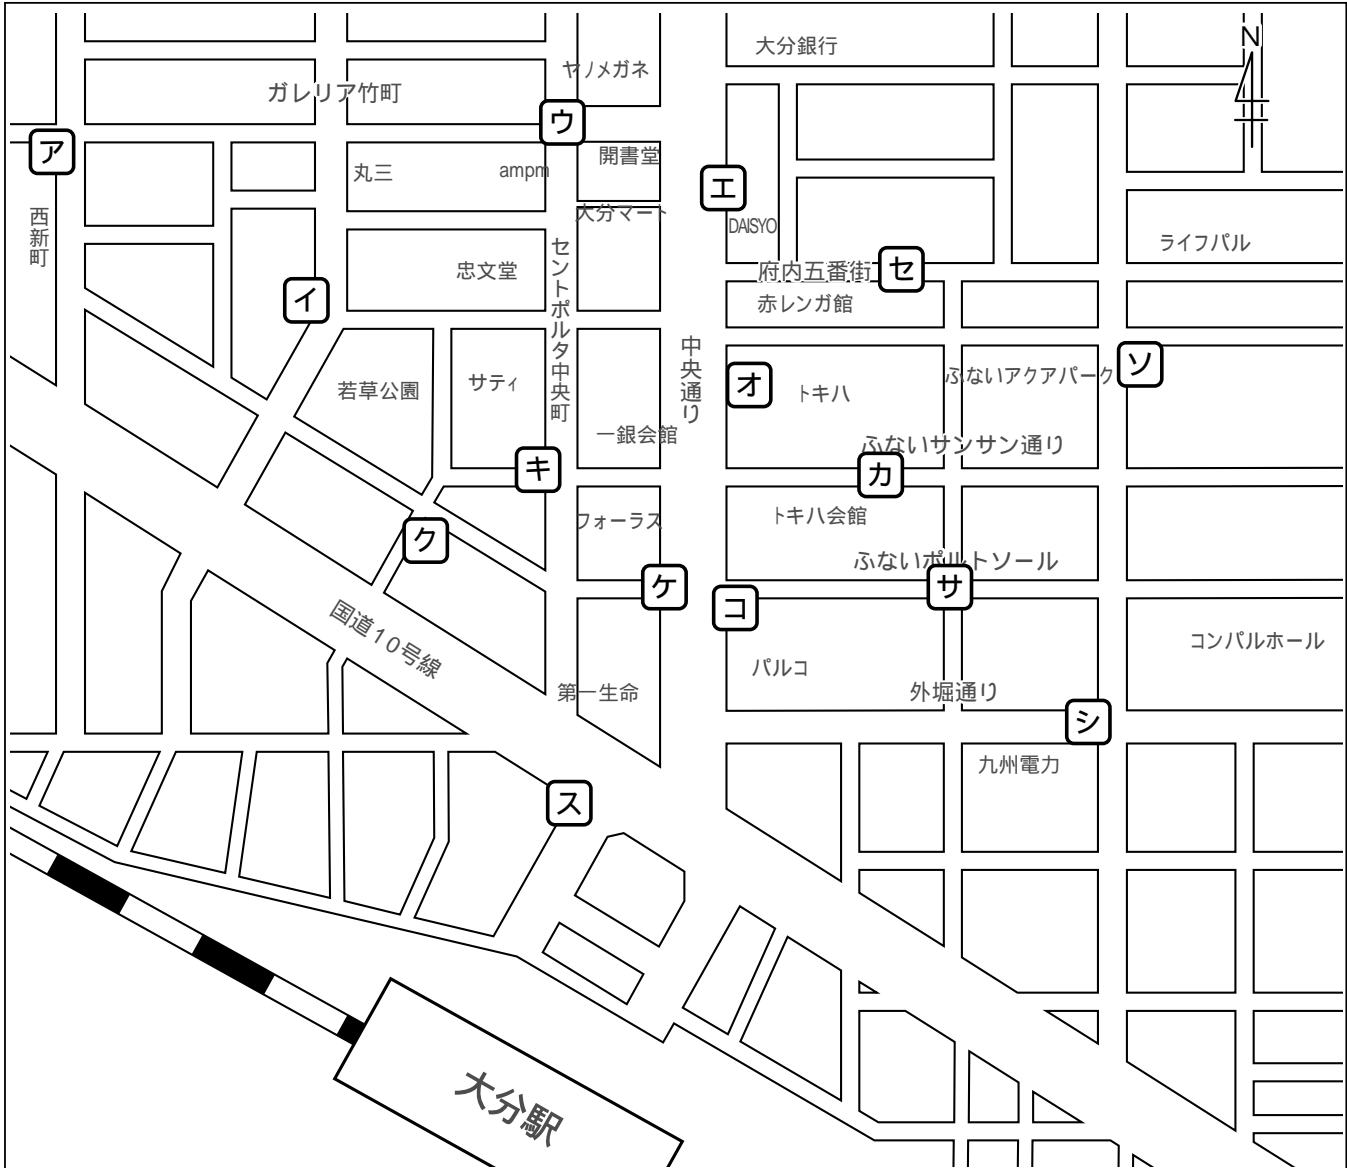 大分銀行
N
ヤノメガネ
ガレリア竹町
ウ
ア
開書堂
丸三
ampm
エ
西新町
大分マート
DAISYO
ライフパル
セントポルタ中央町
忠文堂
府内五番街
セ
イ
赤レンガ館
中央通り
ソ
ふないアクアパーク
若草公園
サティ
オ
トキハ
一銀会館
ふないサンサン通り
キ
カ
フォーラス
トキハ会館
ク
ふないポルトソール
ケ
コ
サ
国道10号線
コンパルホール
パルコ
第一生命
外堀通り
シ
九州電力
ス
大分駅